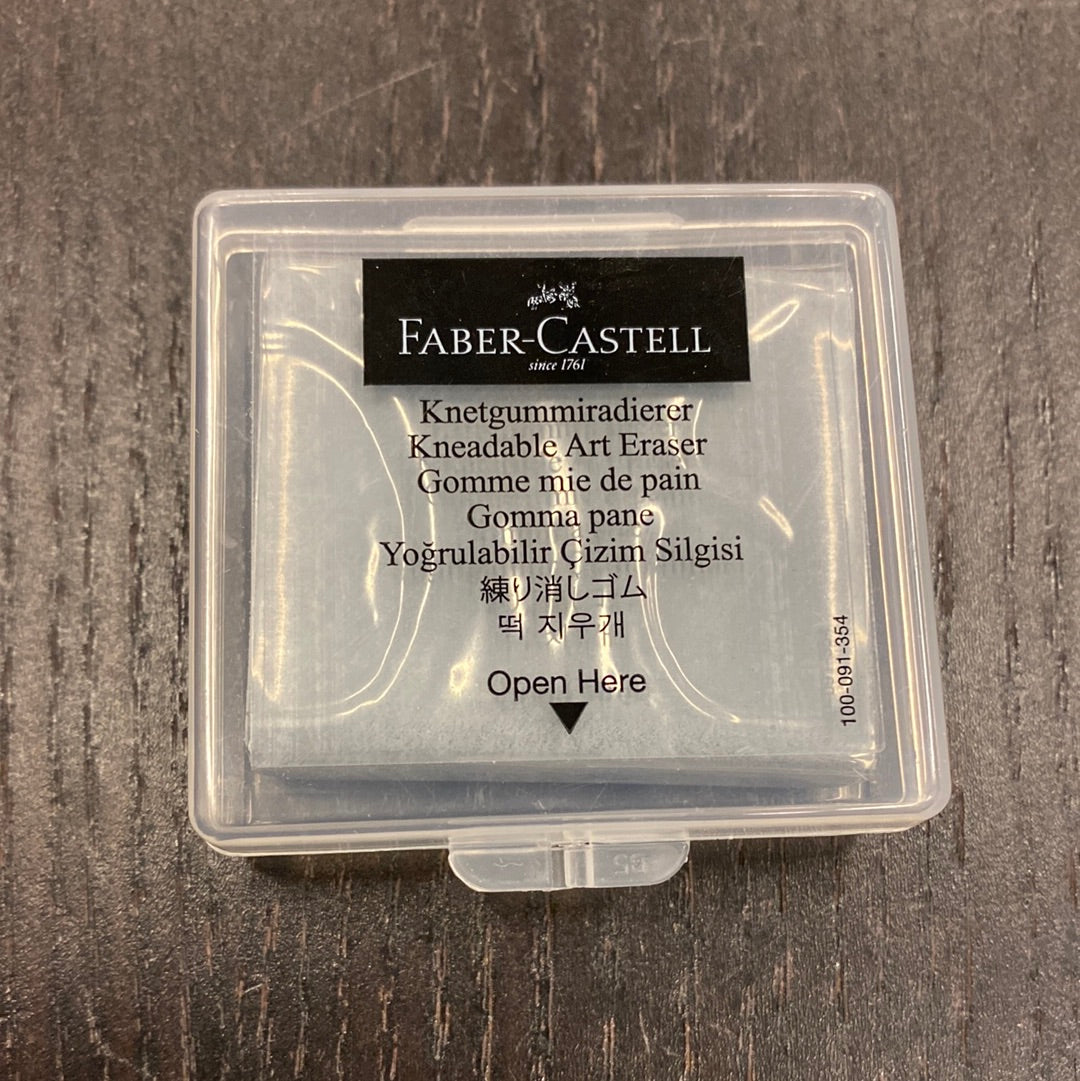 FABER-CASTELL
since 1761
Knetgummiradierer
Kneadable Art Eraser
Gomme mie de pain
Gomma pane
Yoğrulabilir Çizim Silgisi
練り消しゴム
떡 지우개
Open Here
100-091-354